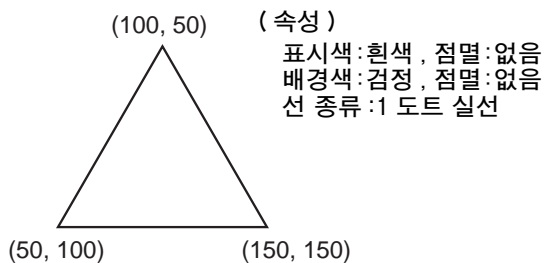 (100, 50)
( 속성 )
표시색 : 흰색 , 점멸 : 없음
배경색 : 검정 , 점멸 : 없음
선 종류 : 1 도트 실선
(50, 100)
(150, 150)